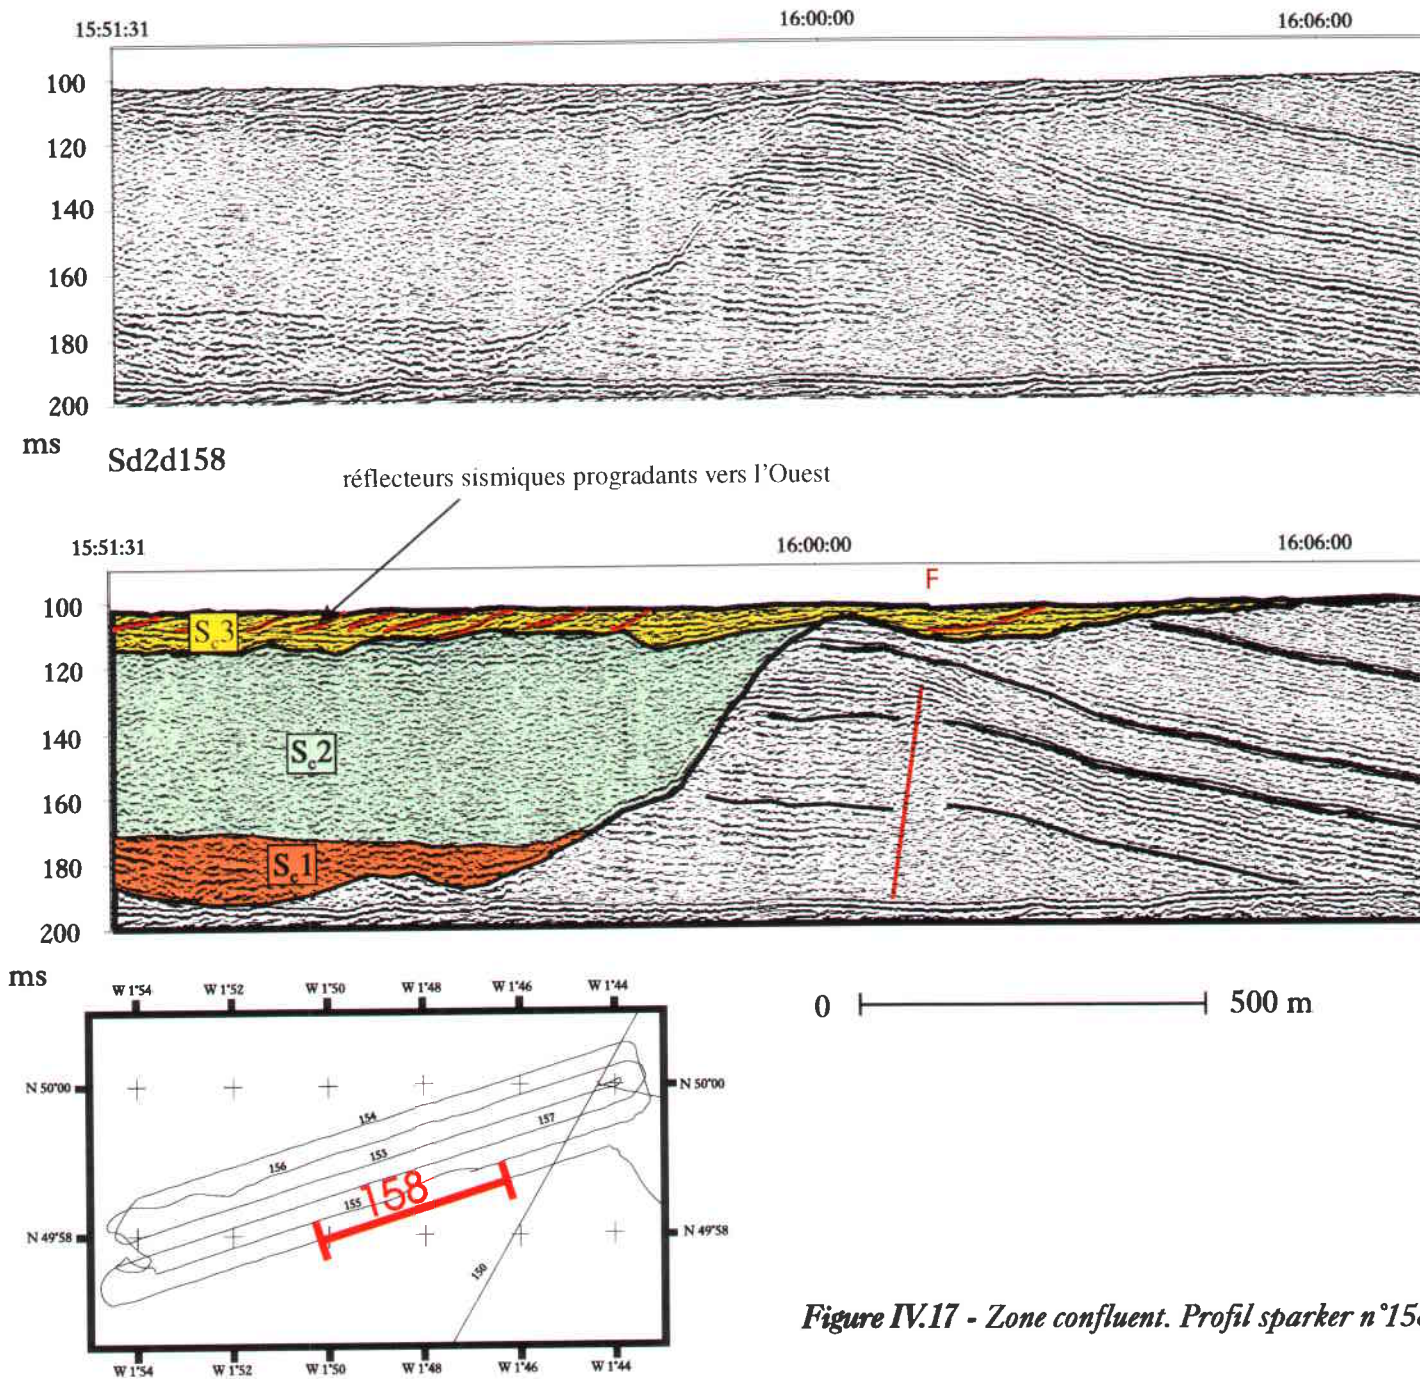 15:51:31 16:00:00 16:06:00
100
120
140
160
180
200
ms
Sd2d158
réflecteurs sismiques progradants vers l'Ouest
15:51:31 16:00:00 16:06:00
F
100
Sc3
120
140
Sc2
160
180
Sc1
200
ms
W 1°54 W 1°52 W 1°50 W 1°48 W 1°46 W 1°44
0 500 m
N 50°00 N 50°00
154
157
153
156
158
155
N 49°58 N 49°58
150
Figure IV.17 - Zone confluent. Profil sparker n°158
W 1°54 W 1°52 W 1°50 W 1°48 W 1°46 W 1°44